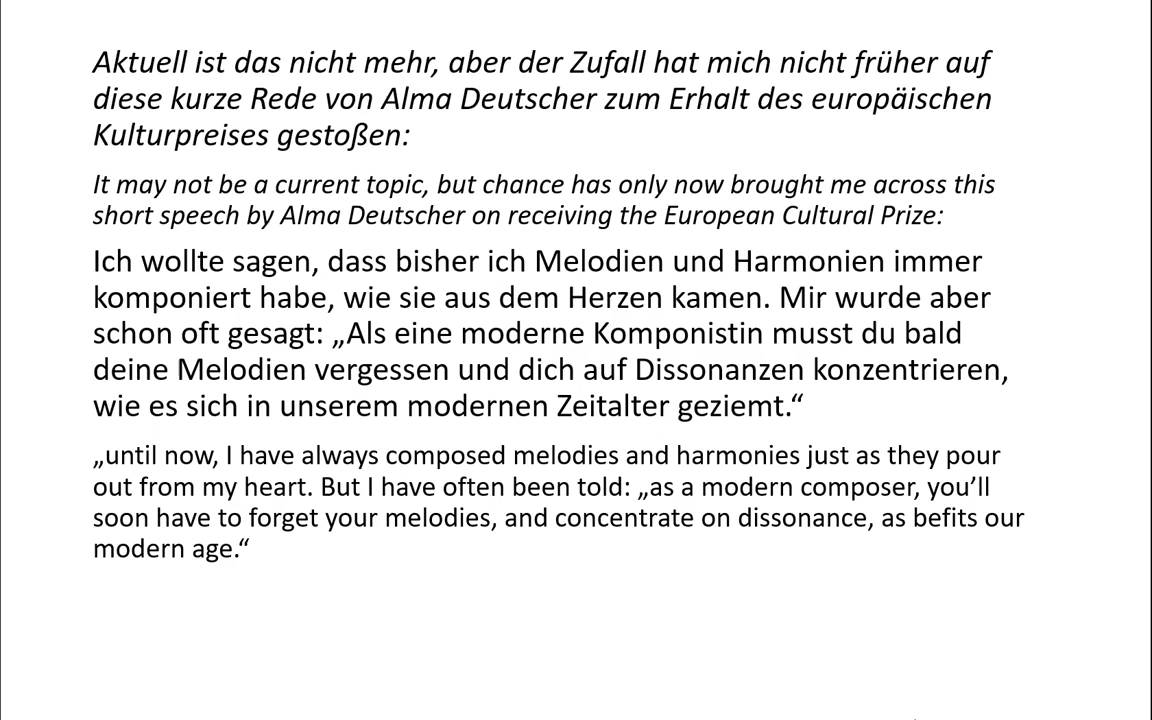 Aktuell ist das nicht mehr, aber der Zufall hat mich nicht früher auf
diese kurze Rede von Alma Deutscher zum Erhalt des europäischen
Kulturpreises gestoßen:
It may not be a current topic, but chance has only now brought me across this
short speech by Alma Deutscher on receiving the European Cultural Prize:
Ich wollte sagen, dass bisher ich Melodien und Harmonien immer
komponiert habe, wie sie aus dem Herzen kamen. Mir wurde aber
schon oft gesagt: „Als eine moderne Komponistin musst du bald
deine Melodien vergessen und dich auf Dissonanzen konzentrieren,
wie es sich in unserem modernen Zeitalter geziemt.“
„until now, I have always composed melodies and harmonies just as they pour
out from my heart. But I have often been told: „as a modern composer, you’ll
soon have to forget your melodies, and concentrate on dissonance, as befits our
modern age.“